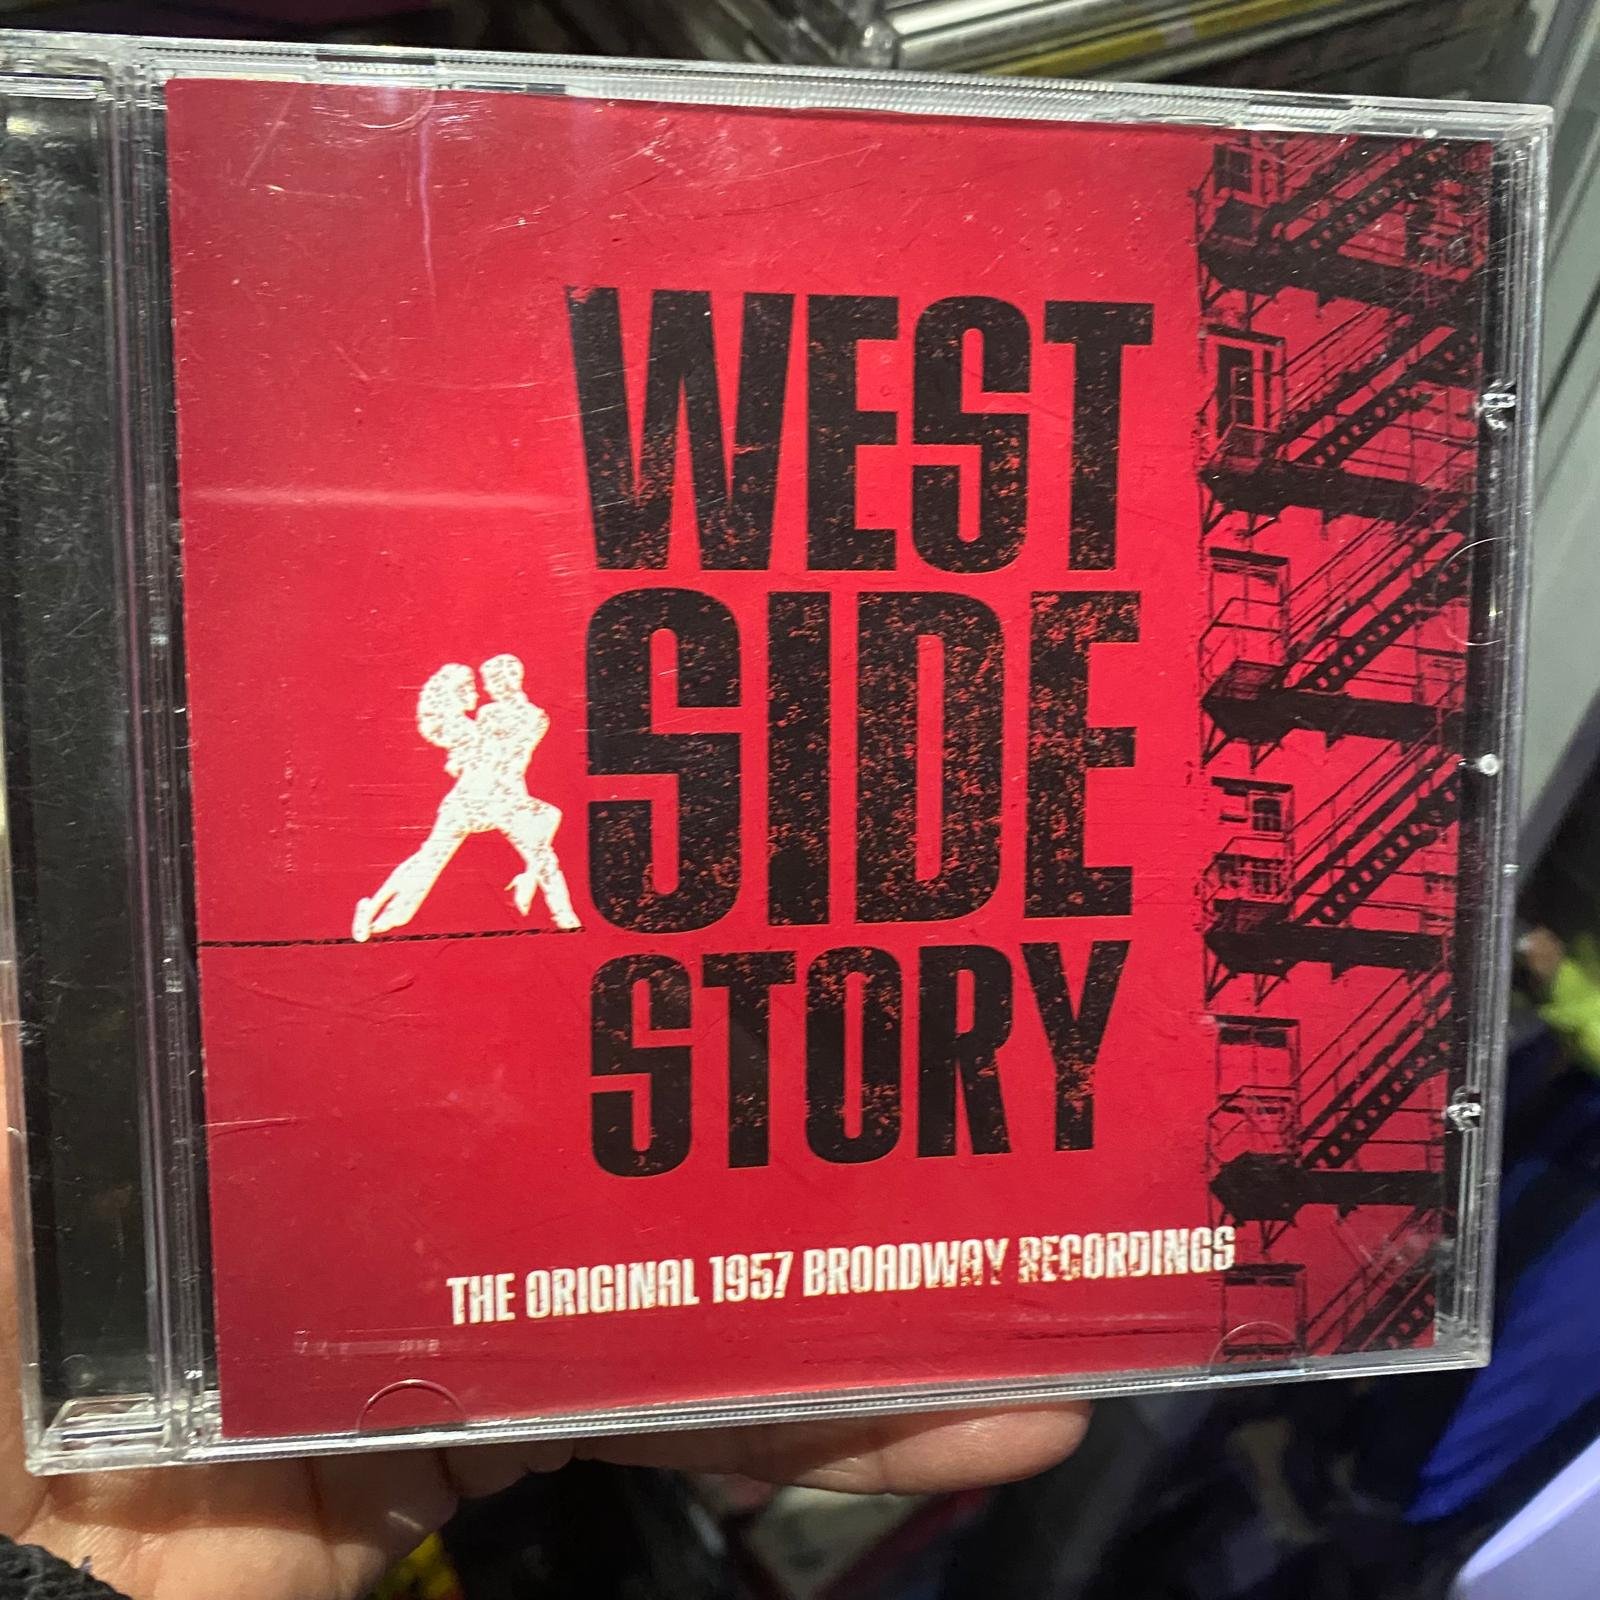 WEST
SIDE
STORY
THE ORIGINAL 1957 BROADWAY RECORDINGS